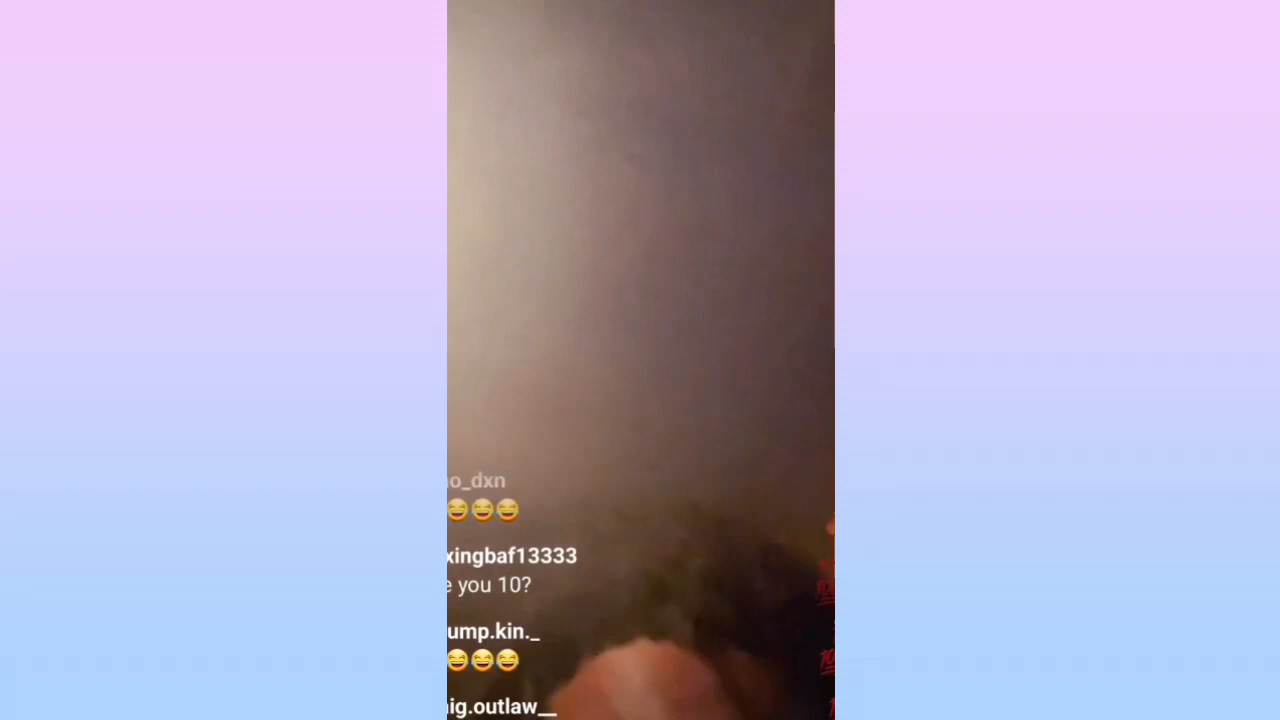 o_dxn
😂😂😂
xingbaf13333
e you 10?
ump.kin._
😂😂😂
ig.outlaw__